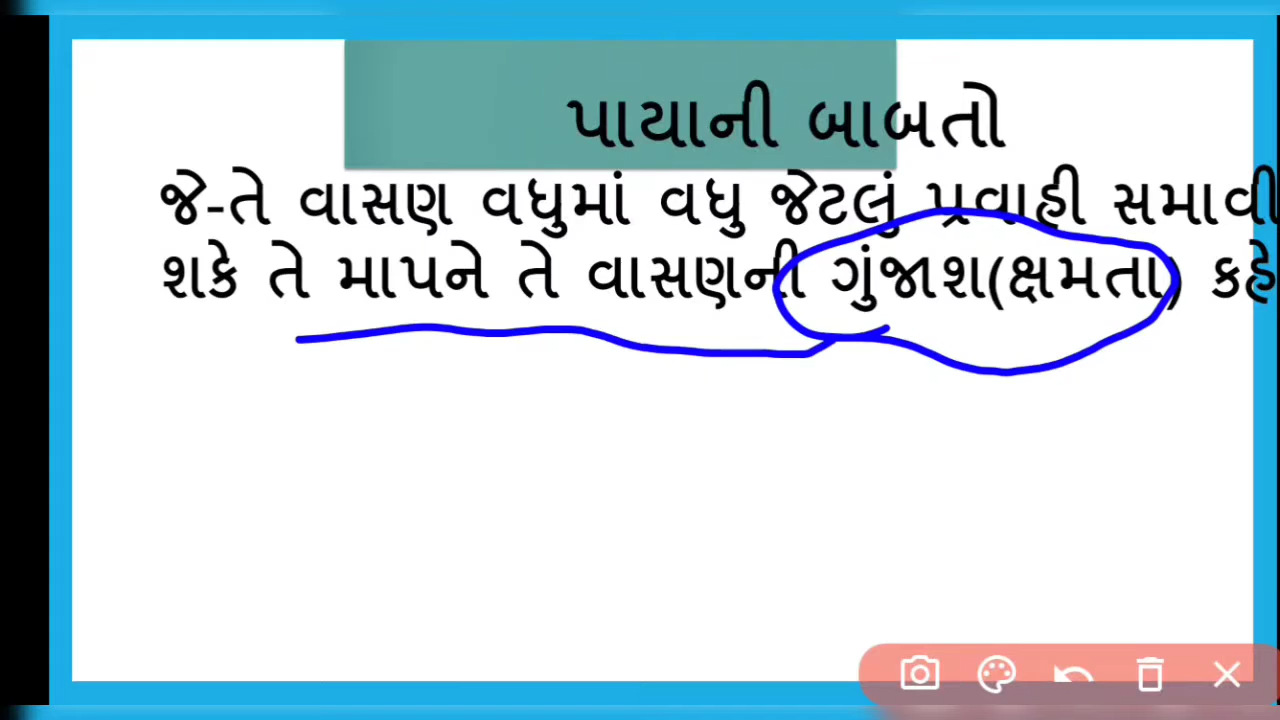 પાયાની બાબતો
જે-તે વાસણ વધુમાં વધુ જેટલું પ્રવાહી સમાવી
શકે તે માપને તે વાસણની ગુંજાશ(ક્ષમતા) કહે